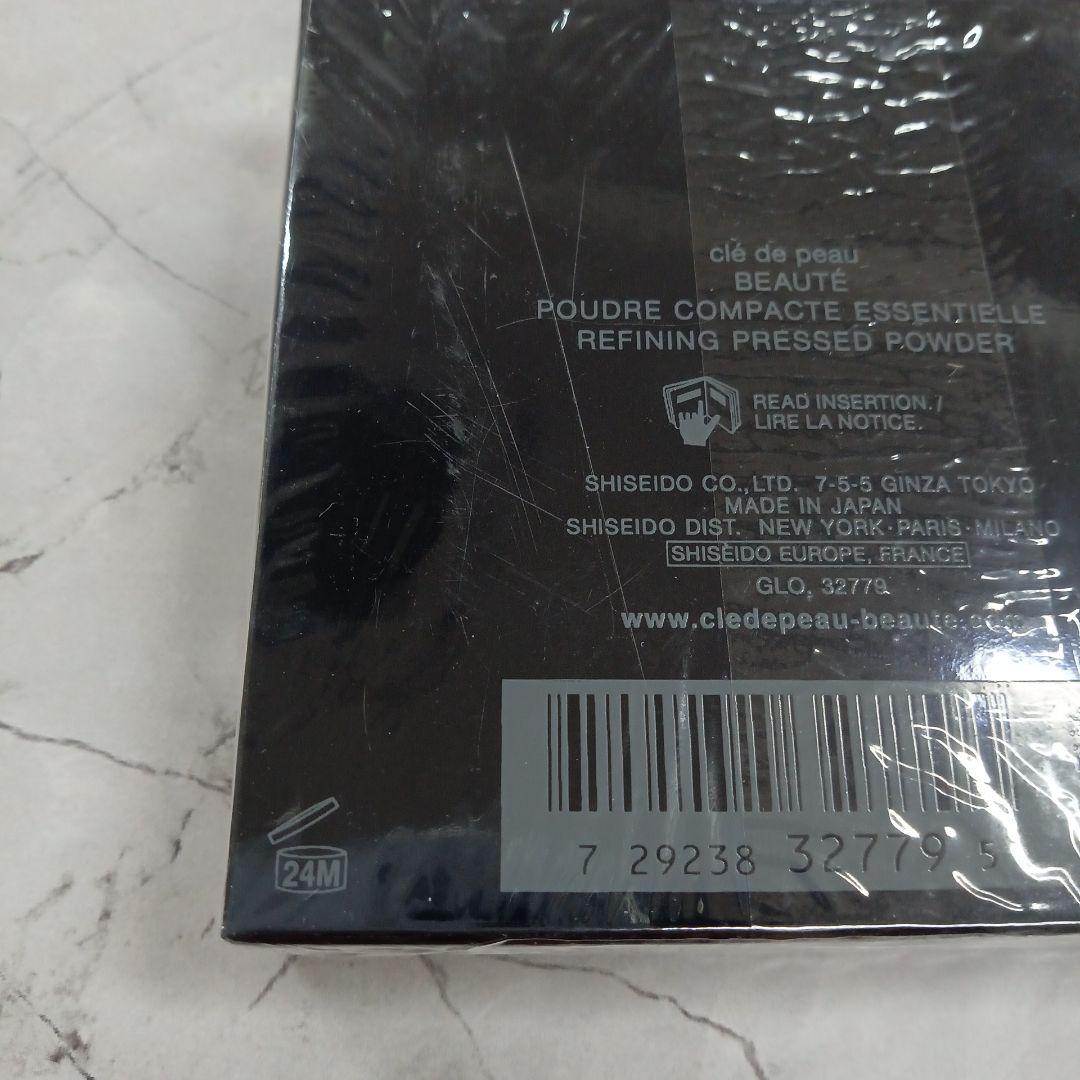 clé de peau
BEAUTÉ
POUDRE COMPACTE ESSENTIELLE
REFINING PRESSED POWDER
READ INSERTION./
LIRE LA NOTICE.
SHISEIDO CO.,LTD. 7-5-5 GINZA TOKYO
MADE IN JAPAN
SHISEIDO DIST. NEW YORK·PARIS·MILANO
SHISEIDO EUROPE, FRANCE
GLO, 32779
www.cledepeau-beaute.com
7 29238 32779 5
24M